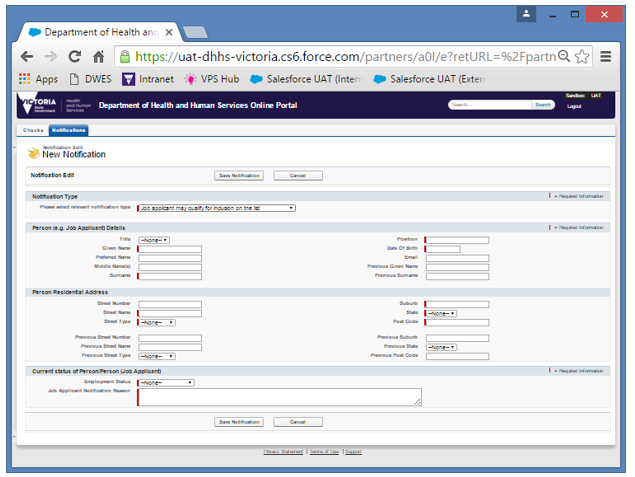 Department of Health and
https://uat-dhhs-victoria.cs6.force.com/partners/a0I/e?retURL=%2Fpartn
Apps DWES Intranet VPS Hub Salesforce UAT (Intern Salesforce UAT (Extern
Sandbox: UAT
VICTORIA State Government Health and Human Services Department of Health and Human Services Online Portal Search... Search Logout
Checks Notifications
Notification Edit
New Notification
Notification Edit Save Notification Cancel
Notification Type = Required Information
Please select relevant notification type Job applicant may qualify for inclusion on the list
Person (e.g. Job Applicant) Details = Required Information
Title --None-- Position
Given Name Date Of Birth
Preferred Name Email
Middle Name(s) Previous Given Name
Surname Previous Surname
Person Residential Address
Street Number Suburb
Street Name State --None--
Street Type --None-- Post Code
Previous Street Number Previous Suburb
Previous Street Name Previous State --None--
Previous Street Type --None-- Previous Post Code
Current status of Person/Person (Job Applicant) = Required Information
Employment Status --None--
Job Applicant Notification Reason
Save Notification Cancel
Privacy Statement | Terms of Use | Support